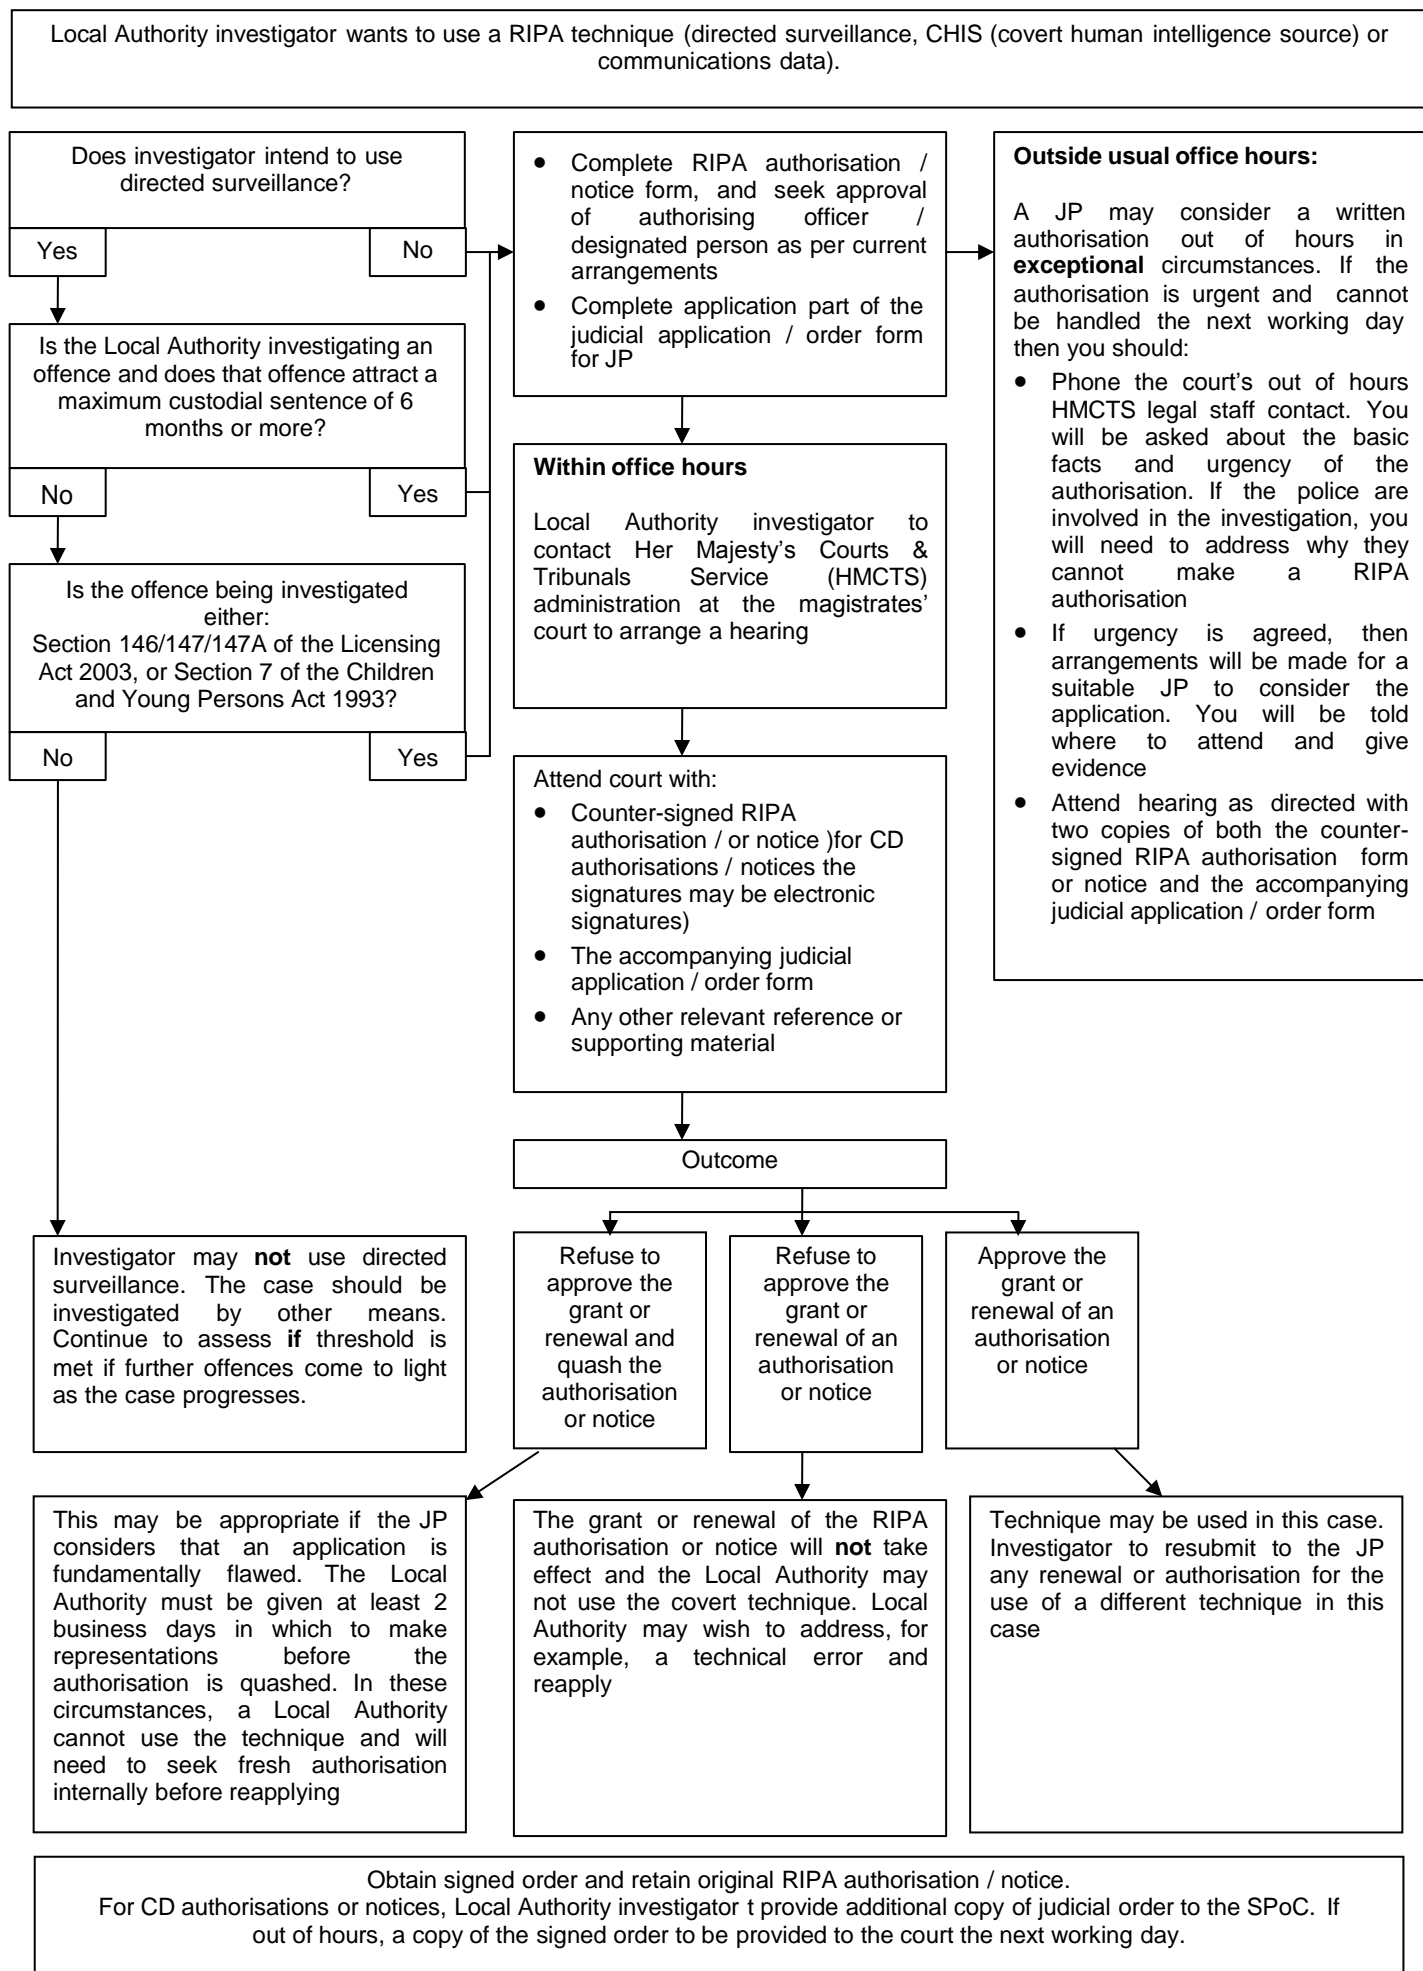 Local Authority investigator wants to use a RIPA technique (directed surveillance, CHIS (covert human intelligence source) or
communications data).
Does investigator intend to use
directed surveillance?
Yes
No
Is the Local Authority investigating an
offence and does that offence attract a
maximum custodial sentence of 6
months or more?
No
Yes
Is the offence being investigated
either:
Section 146/147/147A of the Licensing
Act 2003, or Section 7 of the Children
and Young Persons Act 1993?
No
Yes
• Complete RIPA authorisation /
notice form, and seek approval
of authorising officer /
designated person as per current
arrangements
• Complete application part of the
judicial application / order form
for JP
Within office hours
Local Authority investigator to
contact Her Majesty's Courts &
Tribunals Service (HMCTS)
administration at the magistrates'
court to arrange a hearing
Attend court with:
• Counter-signed RIPA
authorisation / or notice )for CD
authorisations / notices the
signatures may be electronic
signatures)
• The accompanying judicial
application / order form
• Any other relevant reference or
supporting material
Outside usual office hours:
A JP may consider a written
authorisation out of hours in
exceptional circumstances. If the
authorisation is urgent and cannot
be handled the next working day
then you should:
• Phone the court's out of hours
HMCTS legal staff contact. You
will be asked about the basic
facts and urgency of the
authorisation. If the police are
involved in the investigation, you
will need to address why they
cannot make a RIPA
authorisation
• If urgency is agreed, then
arrangements will be made for a
suitable JP to consider the
application. You will be told
where to attend and give
evidence
• Attend hearing as directed with
two copies of both the counter-
signed RIPA authorisation form
or notice and the accompanying
judicial application / order form
Outcome
Investigator may not use directed
surveillance. The case should be
investigated by other means.
Continue to assess if threshold is
met if further offences come to light
as the case progresses.
Refuse to
approve the
grant or
renewal and
quash the
authorisation
or notice
Refuse to
approve the
grant or
renewal of an
authorisation
or notice
Approve the
grant or
renewal of an
authorisation
or notice
This may be appropriate if the JP
considers that an application is
fundamentally flawed. The Local
Authority must be given at least 2
business days in which to make
representations before the
authorisation is quashed. In these
circumstances, a Local Authority
cannot use the technique and will
need to seek fresh authorisation
internally before reapplying
The grant or renewal of the RIPA
authorisation or notice will not take
effect and the Local Authority may
not use the covert technique. Local
Authority may wish to address, for
example, a technical error and
reapply
Technique may be used in this case.
Investigator to resubmit to the JP
any renewal or authorisation for the
use of a different technique in this
case
Obtain signed order and retain original RIPA authorisation / notice.
For CD authorisations or notices, Local Authority investigator t provide additional copy of judicial order to the SPoC. If
out of hours, a copy of the signed order to be provided to the court the next working day.